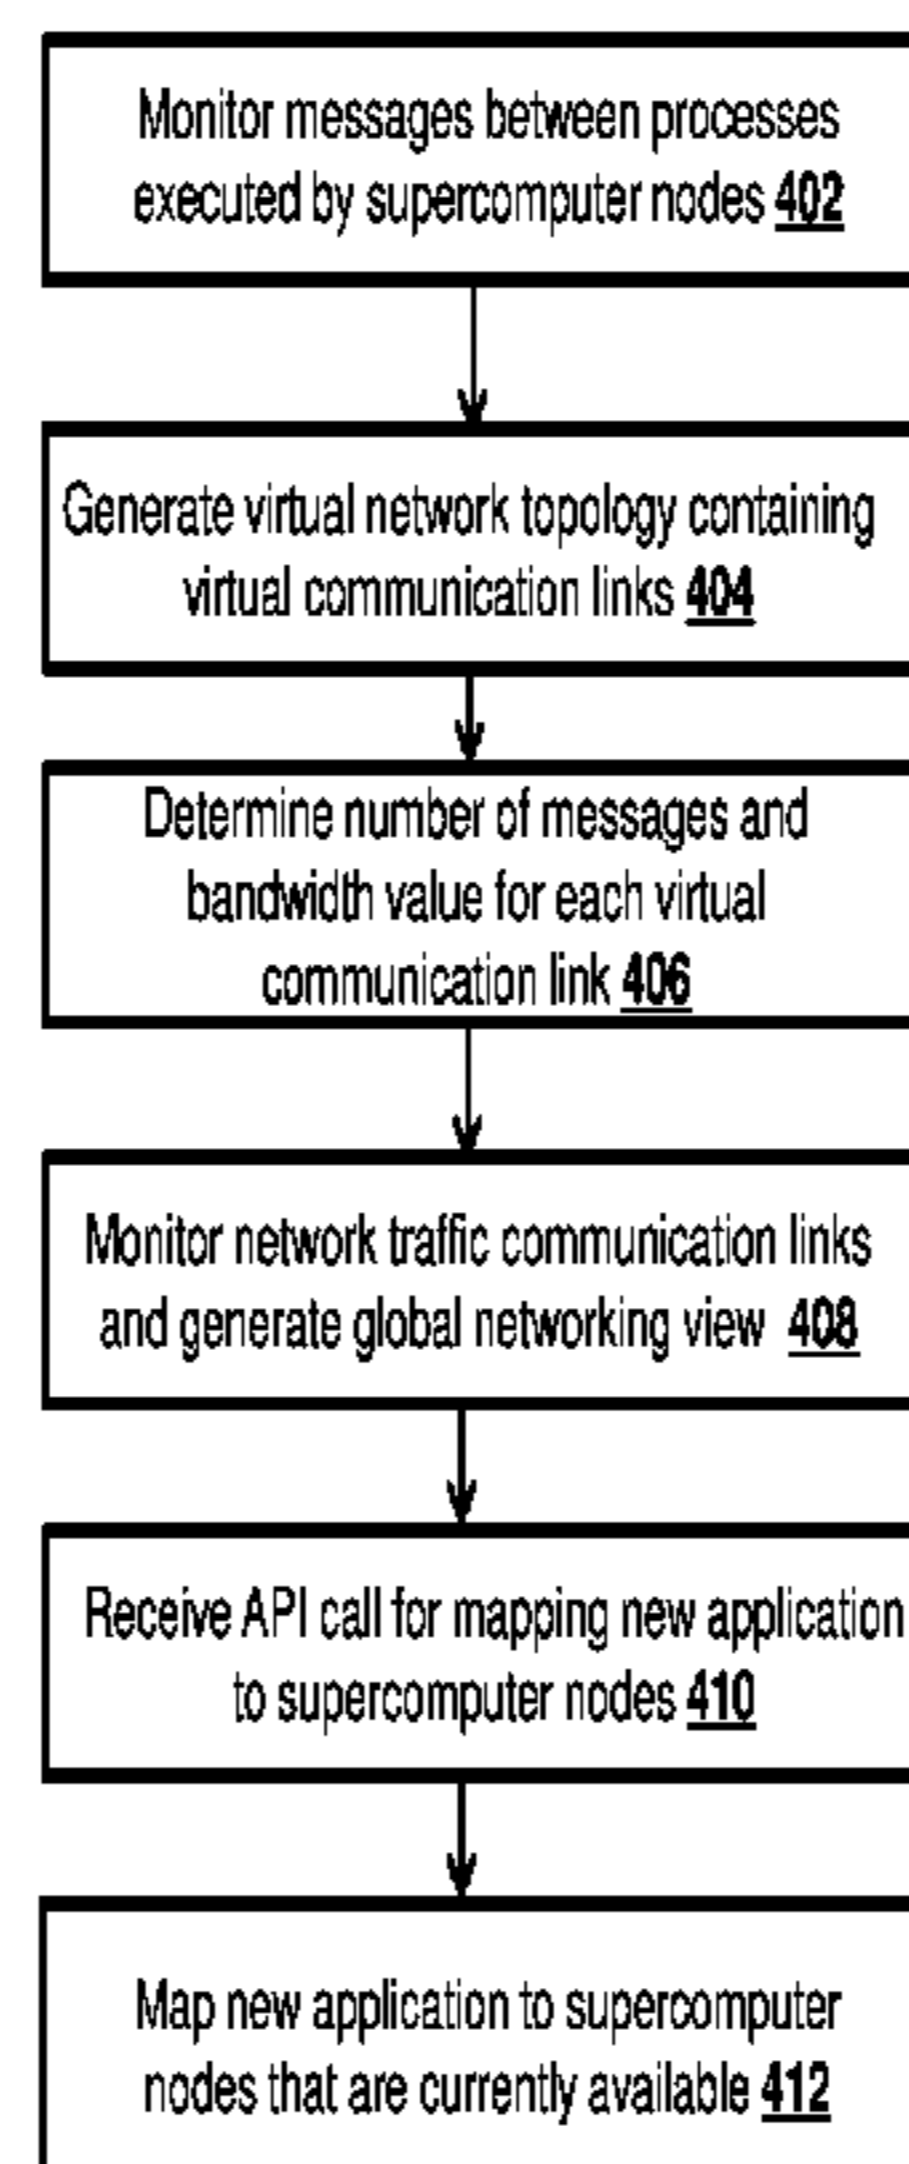 Monitor messages between processes
executed by supercomputer nodes 402
Generate virtual network topology containing
virtual communication links 404
Determine number of messages and
bandwidth value for each virtual
communication link 406
Monitor network traffic communication links
and generate global networking view 408
Receive API call for mapping new application
to supercomputer nodes 410
Map new application to supercomputer
nodes that are currently available 412